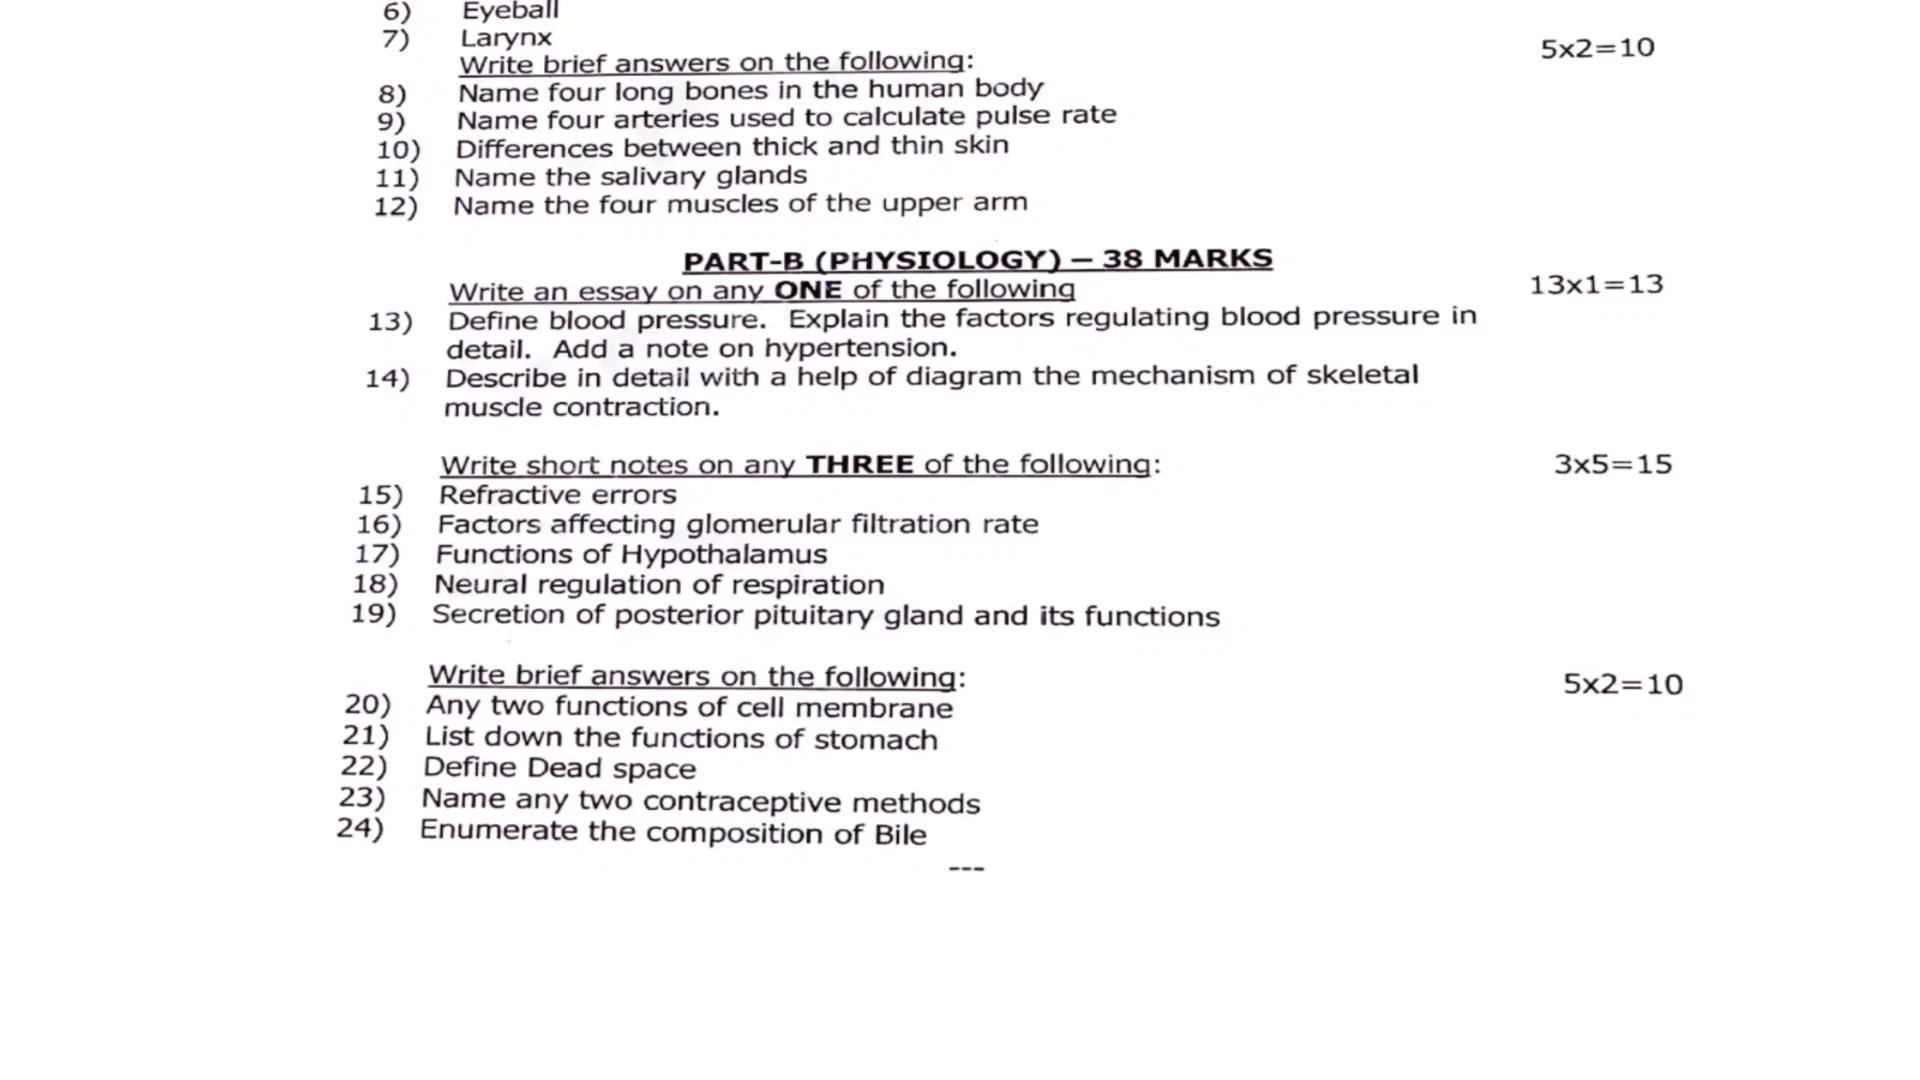 6) Eyeball
7) Larynx
Write brief answers on the following: 5x2=10
8) Name four long bones in the human body
9) Name four arteries used to calculate pulse rate
10) Differences between thick and thin skin
11) Name the salivary glands
12) Name the four muscles of the upper arm
PART-B (PHYSIOLOGY) – 38 MARKS
Write an essay on any ONE of the following 13x1=13
13) Define blood pressure. Explain the factors regulating blood pressure in
detail. Add a note on hypertension.
14) Describe in detail with a help of diagram the mechanism of skeletal
muscle contraction.
Write short notes on any THREE of the following: 3x5=15
15) Refractive errors
16) Factors affecting glomerular filtration rate
17) Functions of Hypothalamus
18) Neural regulation of respiration
19) Secretion of posterior pituitary gland and its functions
Write brief answers on the following: 5x2=10
20) Any two functions of cell membrane
21) List down the functions of stomach
22) Define Dead space
23) Name any two contraceptive methods
24) Enumerate the composition of Bile
---